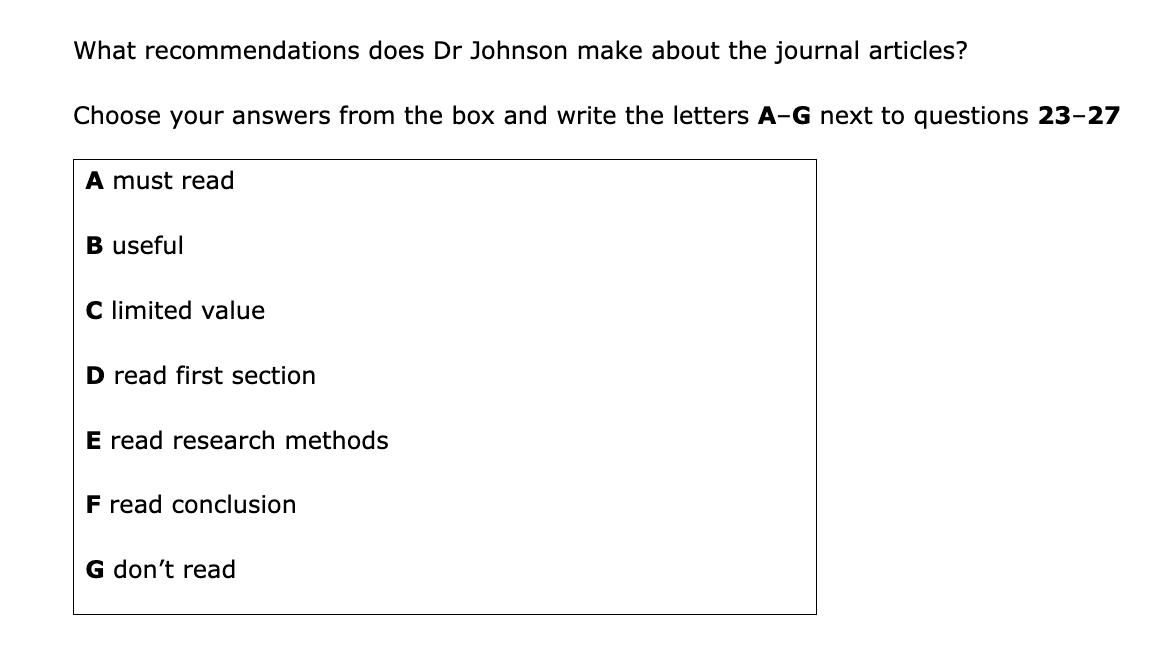 What recommendations does Dr Johnson make about the journal articles?
Choose your answers from the box and write the letters A–G next to questions 23–27
A must read
B useful
C limited value
D read first section
E read research methods
F read conclusion
G don’t read